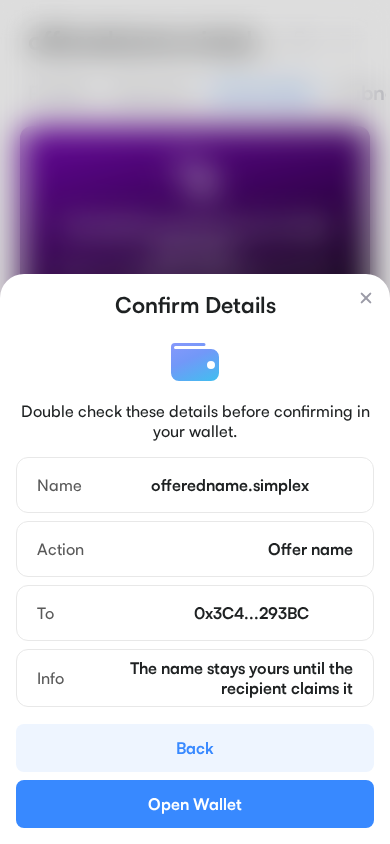 Confirm Details
Double check these details before confirming in
your wallet.
Name offeredname.simplex
Action Offer name
To 0x3C4...293BC
Info The name stays yours until the
recipient claims it
Back
Open Wallet